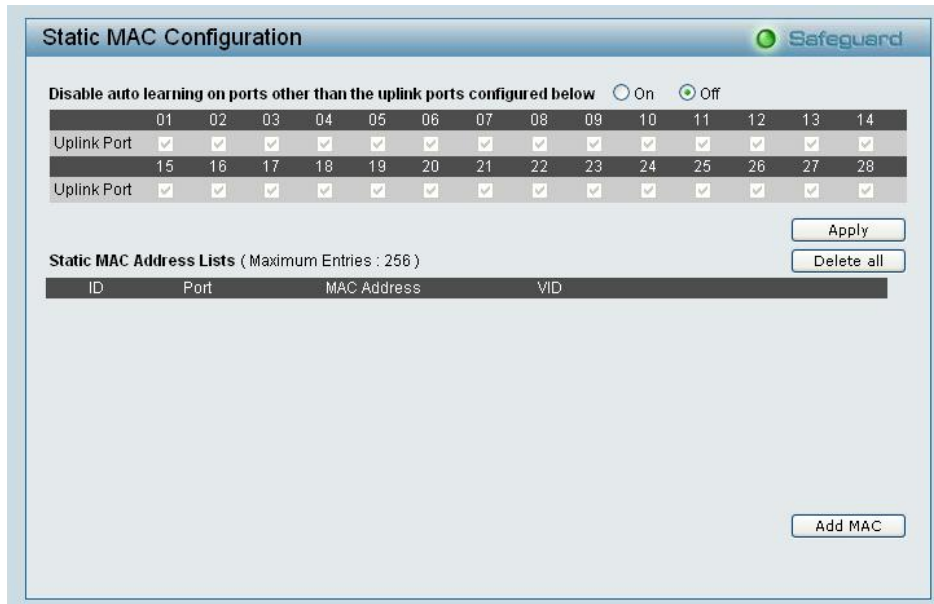 Static MAC Configuration
Safeguard
Disable auto learning on ports other than the uplink ports configured below On Off
01 02 03 04 05 06 07 08 09 10 11 12 13 14
Uplink Port
15 16 17 18 19 20 21 22 23 24 25 26 27 28
Uplink Port
Apply
Static MAC Address Lists ( Maximum Entries : 256 ) Delete all
ID Port MAC Address VID
Add MAC